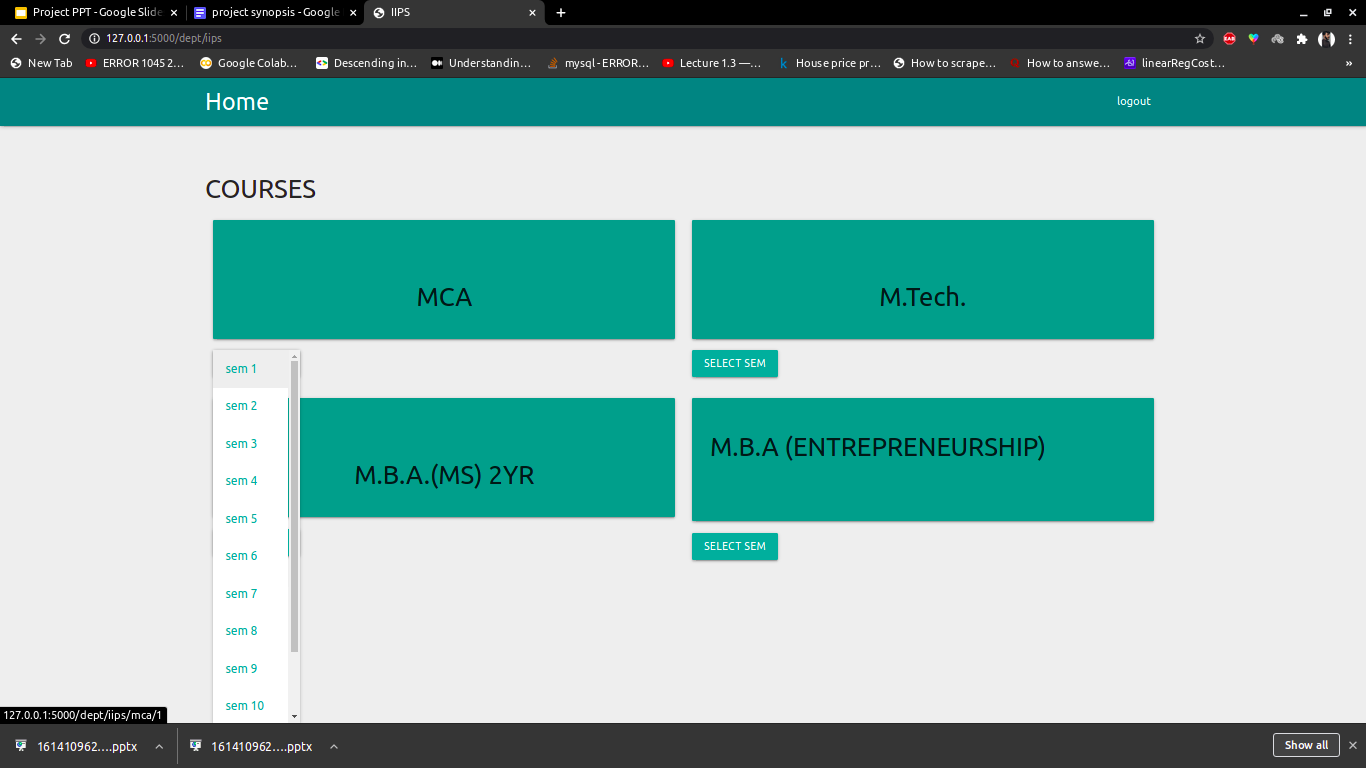 Project PPT - Google Slide
project synopsis - Google
IIPS
127.0.0.1:5000/dept/iips
New Tab
ERROR 1045 2…
Google Colab…
Descending in…
Understandin…
mysql - ERROR…
Lecture 1.3 —…
House price pr…
How to scrape…
How to answe…
linearRegCost…
»
Home
logout
COURSES
MCA
M.Tech.
sem 1
sem 2
sem 3
sem 4
sem 5
sem 6
sem 7
sem 8
sem 9
sem 10
SELECT SEM
M.B.A.(MS) 2YR
M.B.A (ENTREPRENEURSHIP)
SELECT SEM
127.0.0.1:5000/dept/iips/mca/1
161410962....pptx
161410962....pptx
Show all